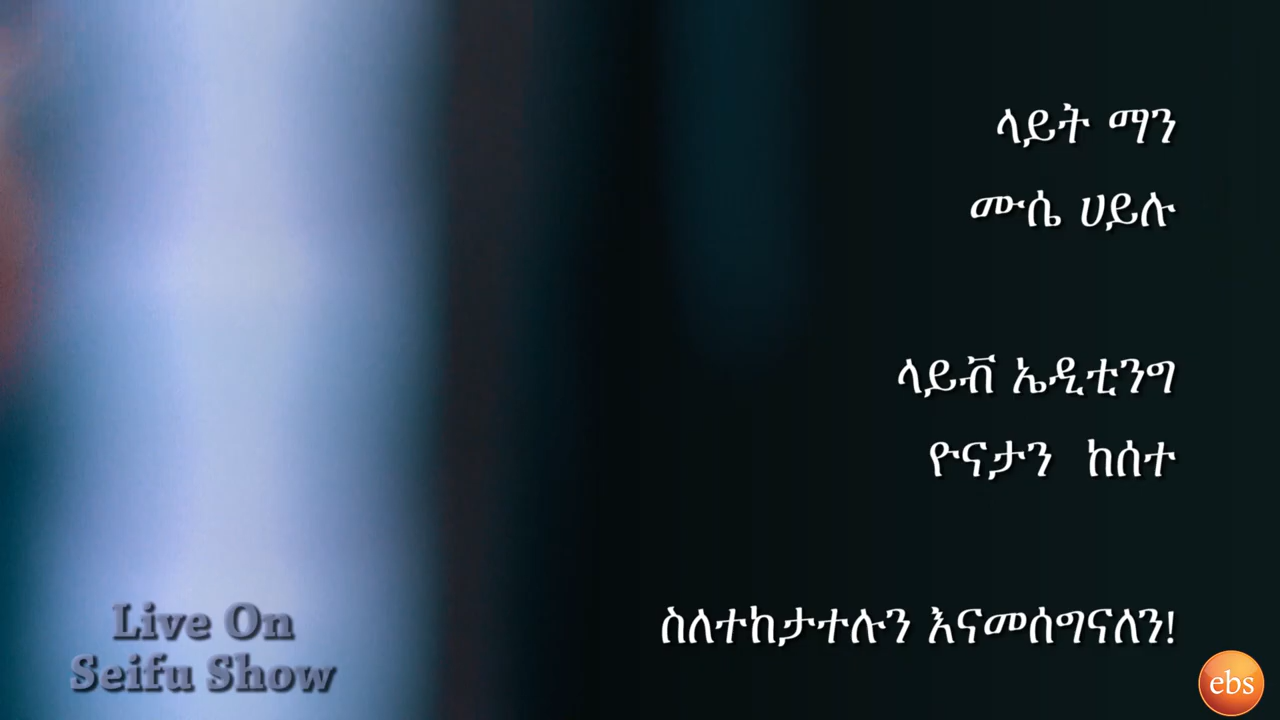 ላይት ማን
ሙሴ ሀይሉ
ላይቭ ኤዲቲንግ
ዮናታን ከሰተ
ስለተከታተሉን እናመሰግናለን!
Live On
Seifu Show
ebs